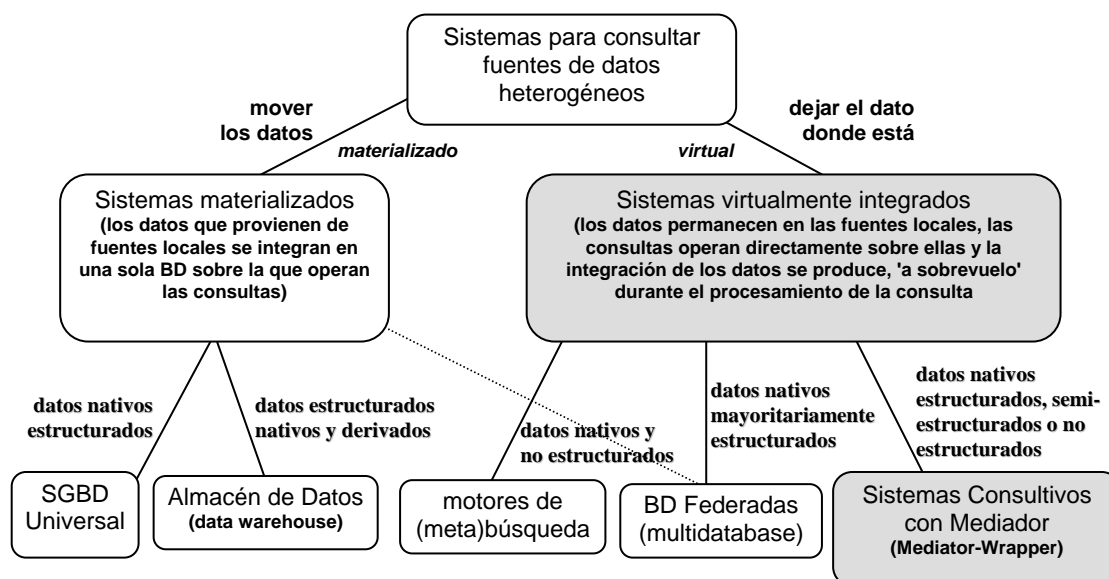 Sistemas para consultar
fuentes de datos
heterogéneos
mover
los datos
dejar el dato
donde está
materializado
virtual
Sistemas materializados
(los datos que provienen de
fuentes locales se integran en
una sola BD sobre la que operan
las consultas)
Sistemas virtualmente integrados
(los datos permanecen en las fuentes locales, las
consultas operan directamente sobre ellas y la
integración de los datos se produce, 'a sobrevuelo'
durante el procesamiento de la consulta
datos nativos
estructurados
datos estructurados
nativos y derivados
datos nativos y
no estructurados
datos nativos
mayoritariamente
estructurados
datos nativos
estructurados, semi-
estructurados o no
estructurados
SGBD
Universal
Almacén de Datos
(data warehouse)
motores de
(meta)búsqueda
BD Federadas
(multidatabase)
Sistemas Consultivos
con Mediador
(Mediator-Wrapper)